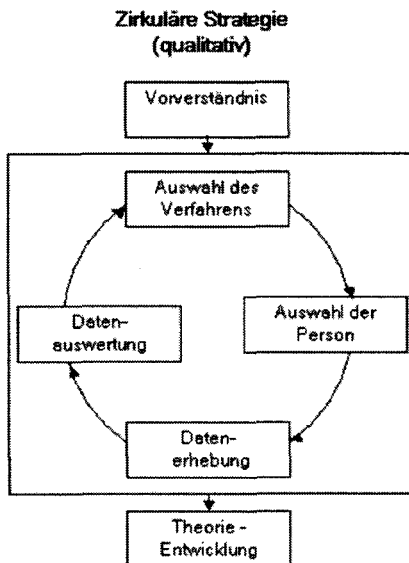 Zirkuläre Strategie
(qualitativ)
Vorverständnis
Auswahl des
Verfahrens
Auswahl der
Person
Daten-
auswertung
Daten-
erhebung
Theorie -
Entwicklung